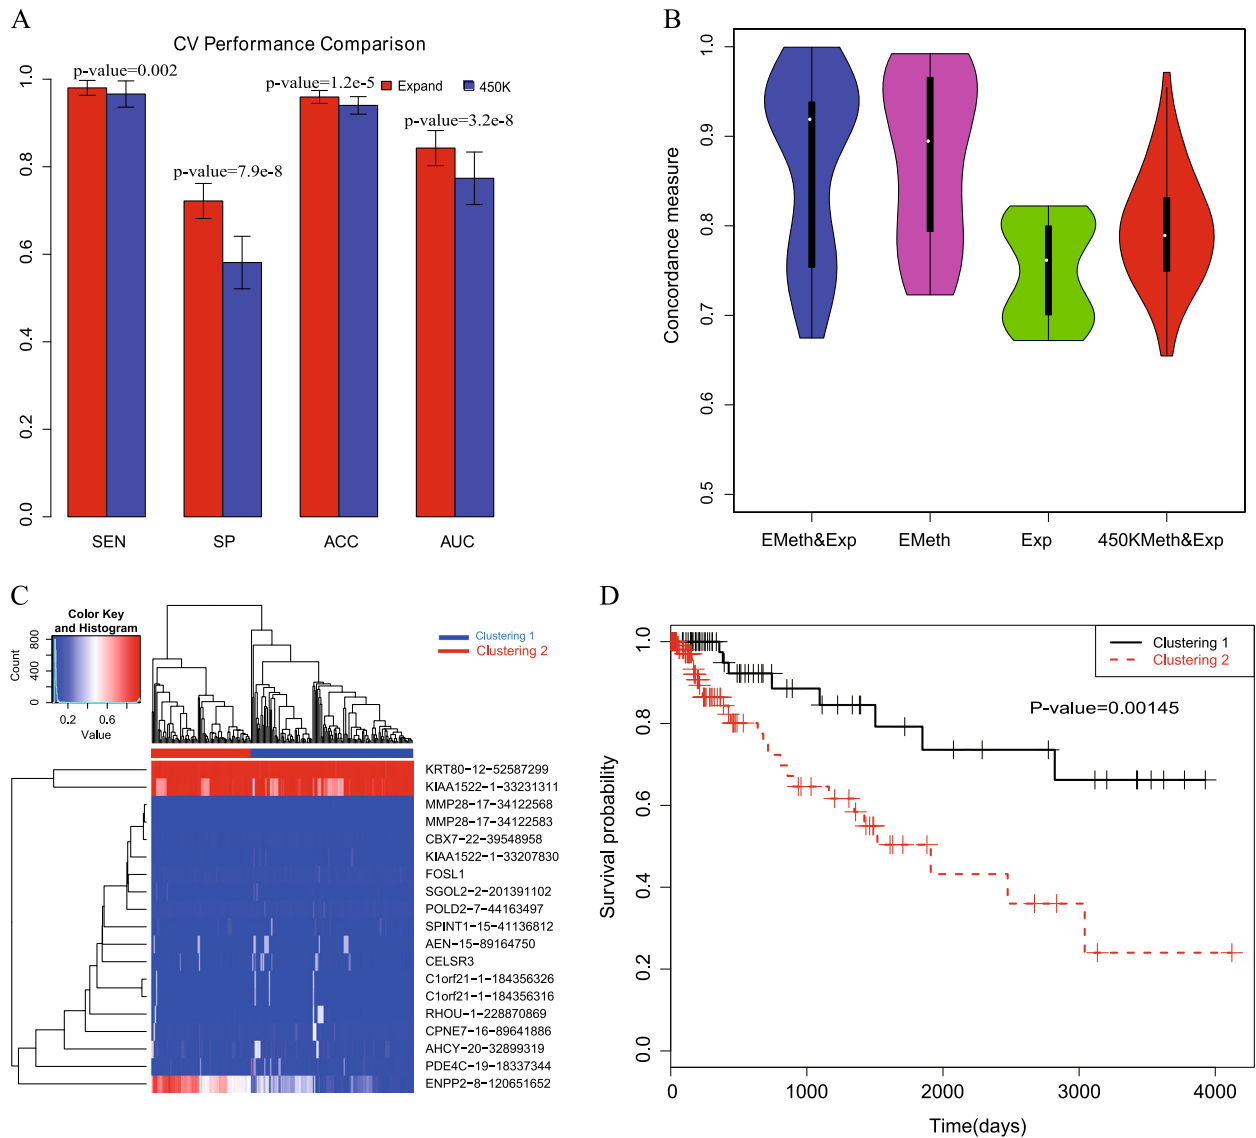 A
CV Performance Comparison
p-value=0.002
p-value=7.9e-8
p-value=1.2e-5
p-value=3.2e-8
Expand
450K
1.0
0.8
0.6
0.4
0.2
0.0
SEN
SP
ACC
AUC
B
Concordance measure
1.0
0.9
0.8
0.7
0.6
0.5
EMeth&Exp
EMeth
Exp
450KMeth&Exp
C
Color Key
and Histogram
Count
800
400
0
0.2
0.6
Value
Clustering 1
Clustering 2
KRT80-12-52587299
KIAA1522-1-33231311
MMP28-17-34122568
MMP28-17-34122583
CBX7-22-39548958
KIAA1522-1-33207830
FOSL1
SGOL2-2-201391102
POLD2-7-44163497
SPINT1-15-41136812
AEN-15-89164750
CELSR3
C1orf21-1-184356326
C1orf21-1-184356316
RHOU-1-228870869
CPNE7-16-89641886
AHCY-20-32899319
PDE4C-19-18337344
ENPP2-8-120651652
D
Survival probability
1.0
0.8
0.6
0.4
0.2
0.0
Clustering 1
Clustering 2
P-value=0.00145
0
1000
2000
3000
4000
Time(days)